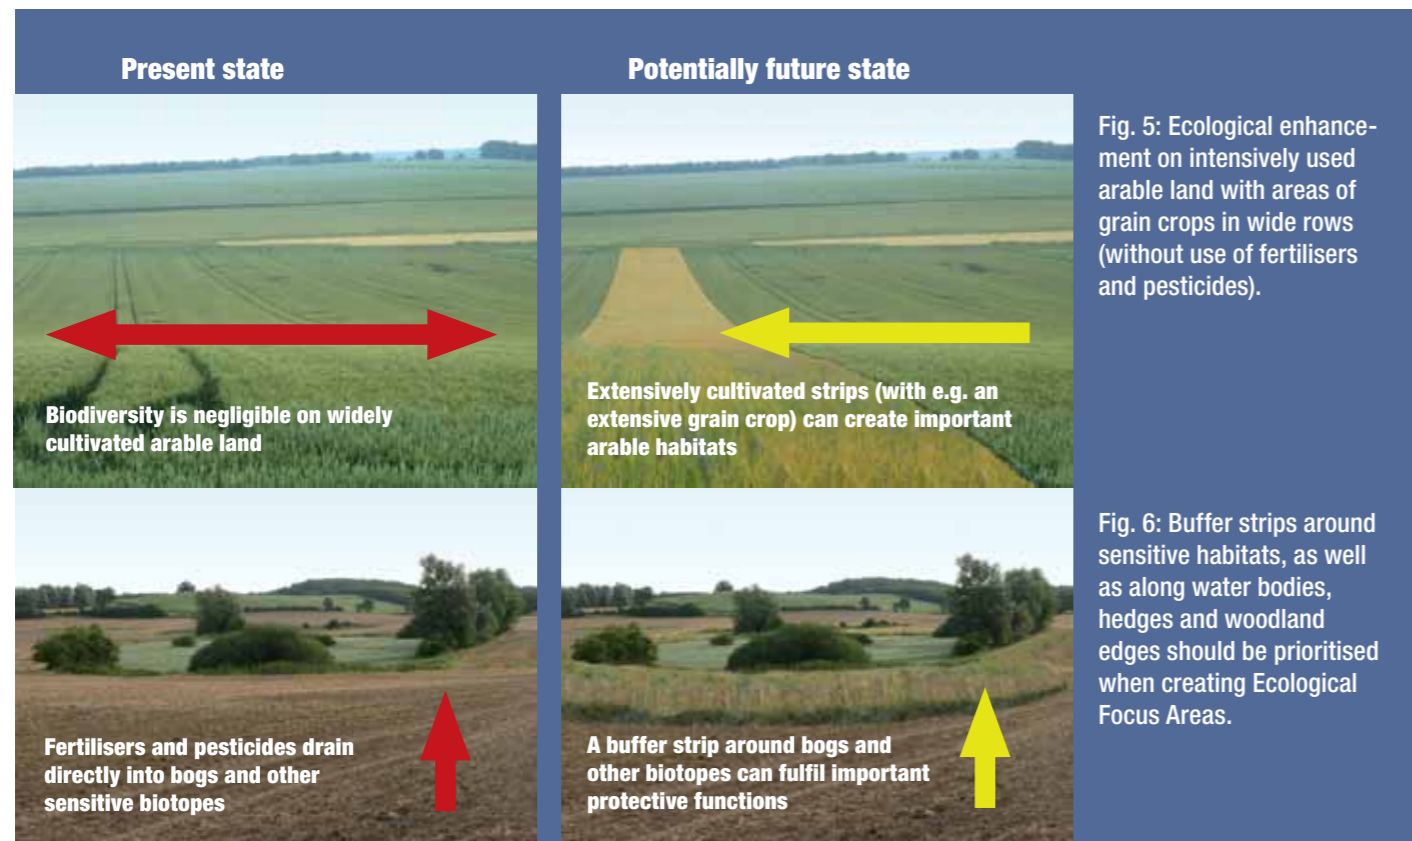 Present state
Potentially future state
Biodiversity is negligible on widely
cultivated arable land
Extensively cultivated strips (with e.g. an
extensive grain crop) can create important
arable habitats
Fig. 5: Ecological enhance-
ment on intensively used
arable land with areas of
grain crops in wide rows
(without use of fertilisers
and pesticides).
Fertilisers and pesticides drain
directly into bogs and other
sensitive biotopes
A buffer strip around bogs and
other biotopes can fulfil important
protective functions
Fig. 6: Buffer strips around
sensitive habitats, as well
as along water bodies,
hedges and woodland
edges should be prioritised
when creating Ecological
Focus Areas.